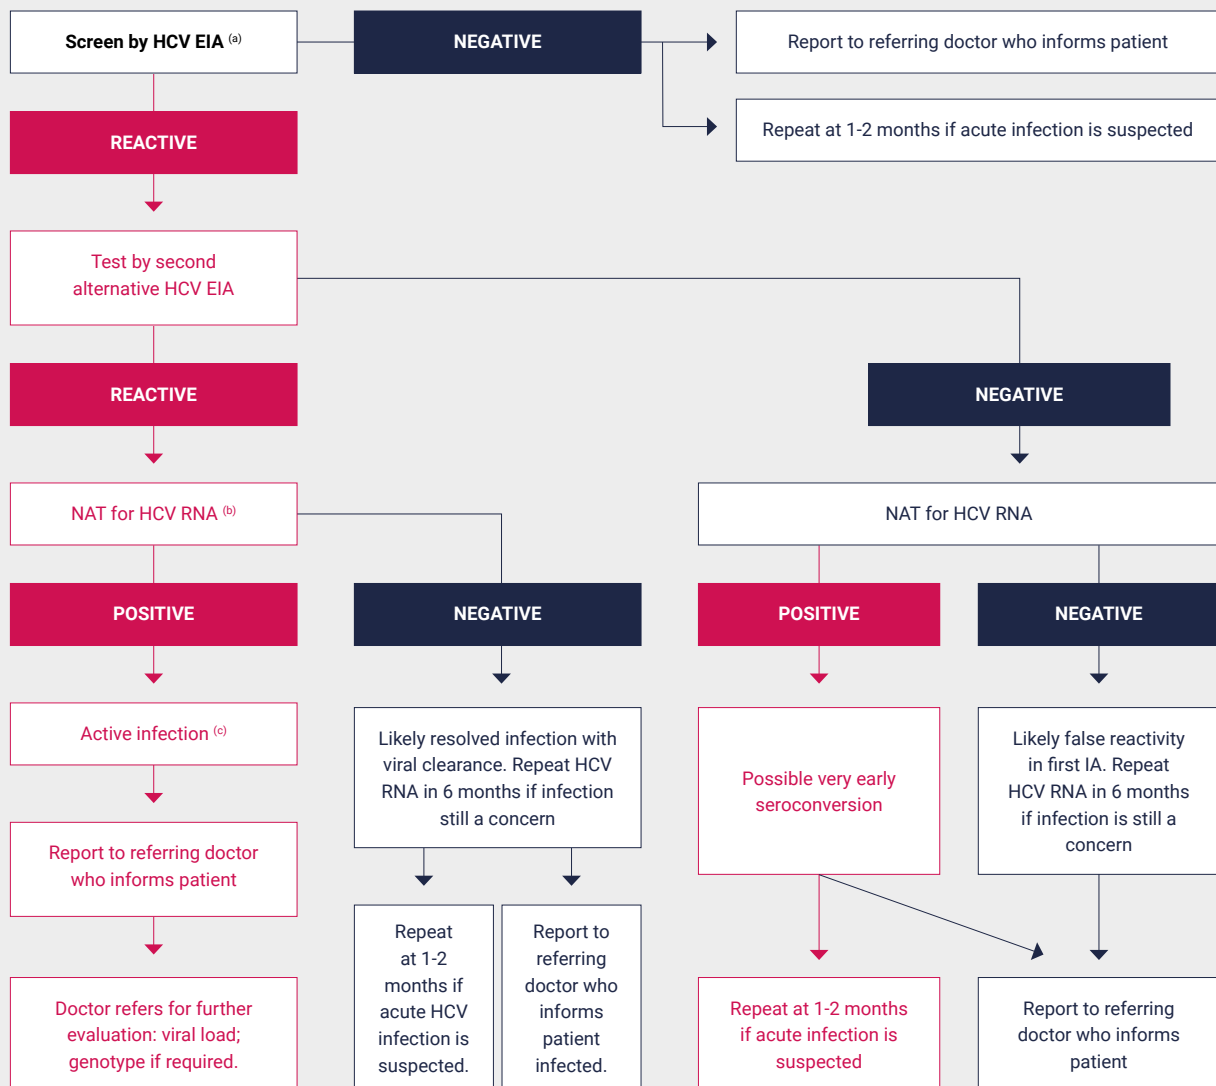 Screen by HCV EIA (a)
NEGATIVE
Report to referring doctor who informs patient
Repeat at 1-2 months if acute infection is suspected
REACTIVE
Test by second
alternative HCV EIA
REACTIVE
NEGATIVE
NAT for HCV RNA (b)
NAT for HCV RNA
POSITIVE
NEGATIVE
POSITIVE
NEGATIVE
Active infection (c)
Likely resolved infection with
viral clearance. Repeat HCV
RNA in 6 months if infection
still a concern
Possible very early
seroconversion
Likely false reactivity
in first IA. Repeat
HCV RNA in 6 months
if infection is still a
concern
Report to referring doctor
who informs patient
Repeat
at 1-2
months if
acute HCV
infection is
suspected.
Report to
referring
doctor who
informs
patient
infected.
Doctor refers for further
evaluation: viral load;
genotype if required.
Repeat at 1-2 months
if acute infection is
suspected
Report to referring
doctor who informs
patient